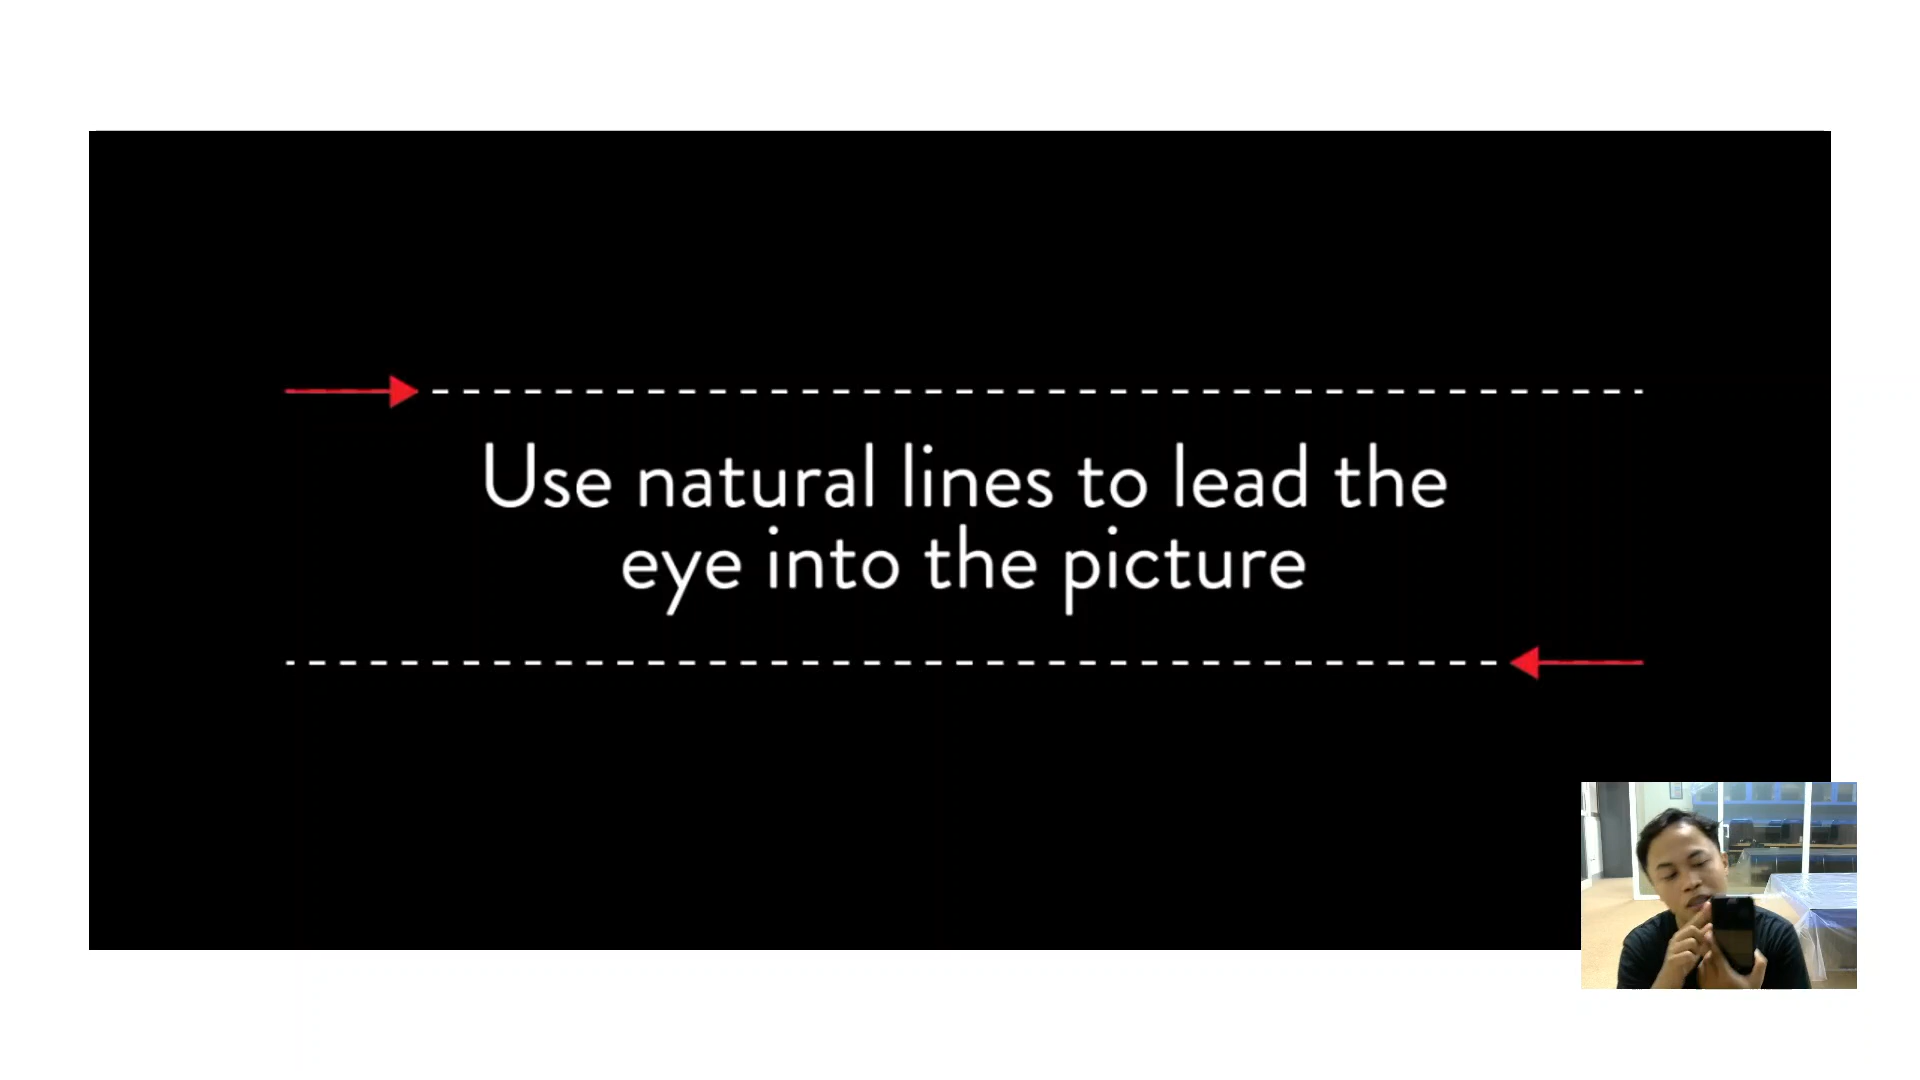 Use natural lines to lead the
eye into the picture